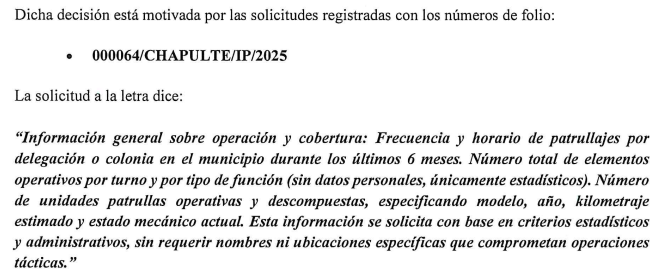 Dicha decisión está motivada por las solicitudes registradas con los números de folio:
• 000064/CHAPULTE/IP/2025
La solicitud a la letra dice:
“Información general sobre operación y cobertura: Frecuencia y horario de patrullajes por
delegación o colonia en el municipio durante los últimos 6 meses. Número total de elementos
operativos por turno y por tipo de función (sin datos personales, únicamente estadísticos). Número
de unidades patrullas operativas y descompuestas, especificando modelo, año, kilometraje
estimado y estado mecánico actual. Esta información se solicita con base en criterios estadísticos
y administrativos, sin requerir nombres ni ubicaciones específicas que comprometan operaciones
tácticas.”